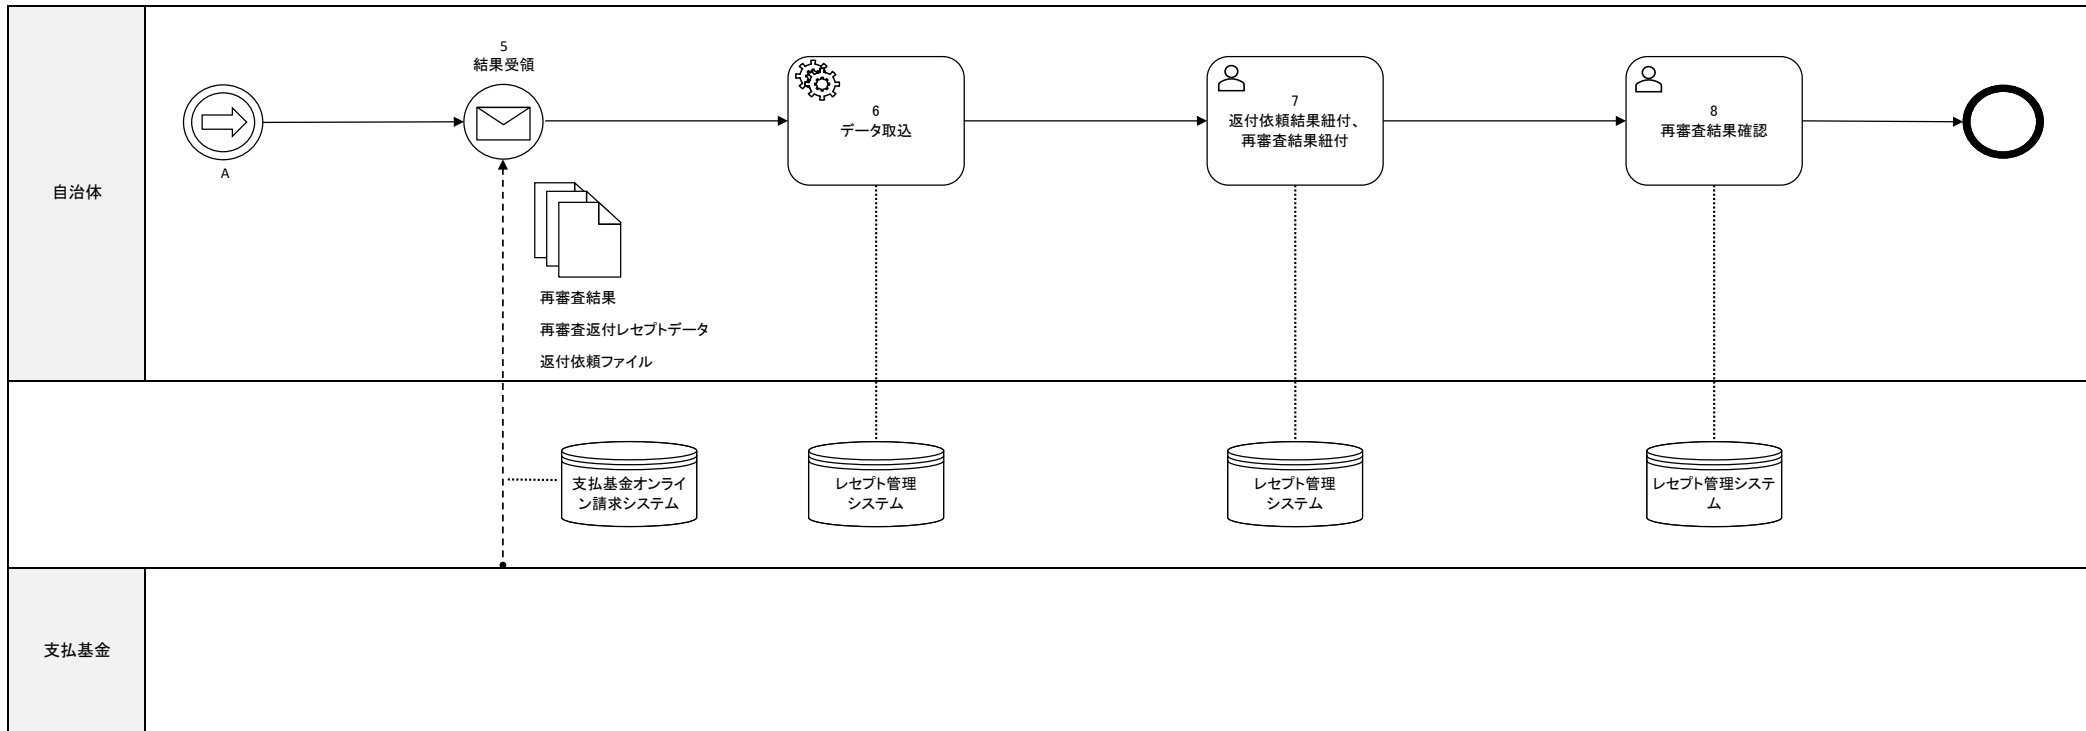 自治体
A
5
結果受領
再審査結果
再審査返付レセプトデータ
返付依頼ファイル
6
データ取込
7
返付依頼結果紐付、
再審査結果紐付
8
再審査結果確認
支払基金オンライ
ン請求システム
レセプト管理
システム
レセプト管理
システム
レセプト管理システ
ム
支払基金